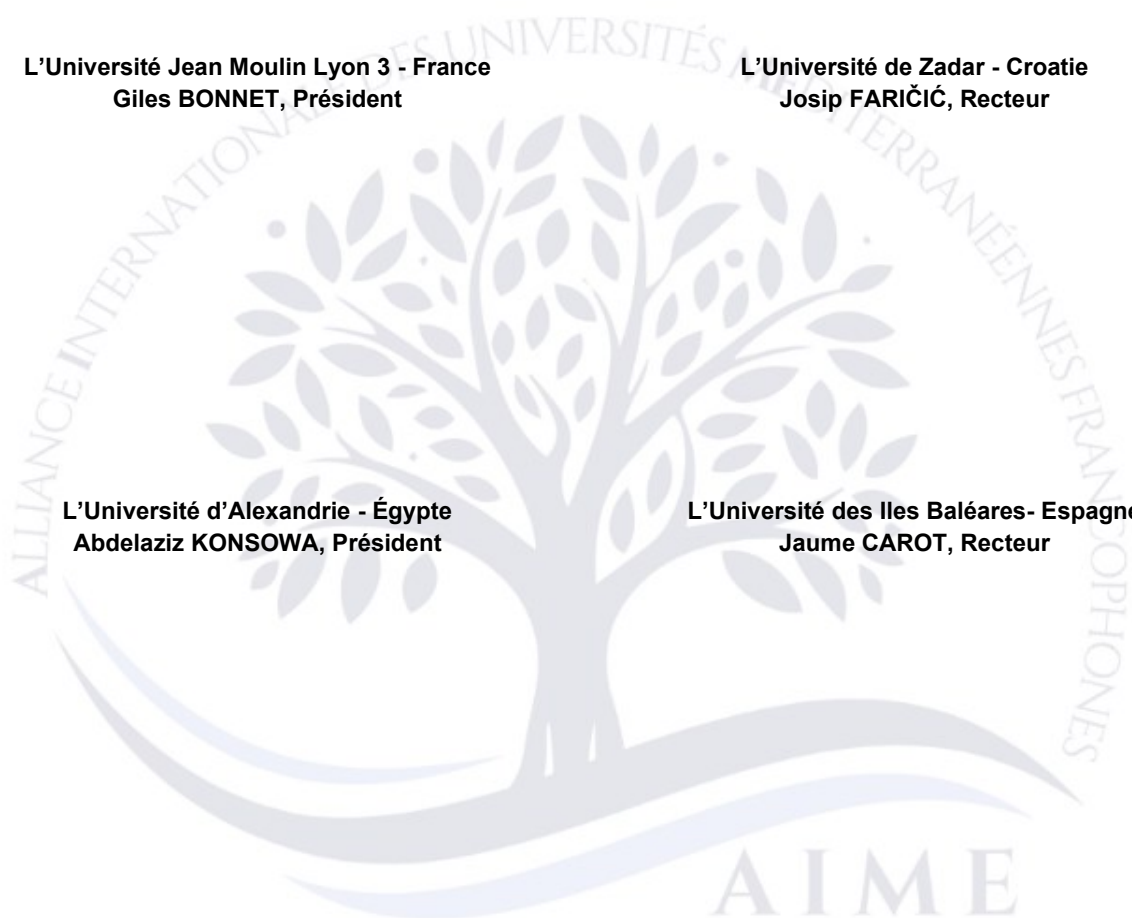 L’Université Jean Moulin Lyon 3 - France
Giles BONNET, Président
L’Université de Zadar - Croatie
Josip FARIČIĆ, Recteur
L’Université d’Alexandrie - Égypte
Abdelaziz KONSOWA, Président
L’Université des Iles Baléares- Espagne
Jaume CAROT, Recteur
ALLIANCE INTERNATIONALE DES UNIVERSITÉS MEDITERRANÉENNES FRANCOPHONES
AIME